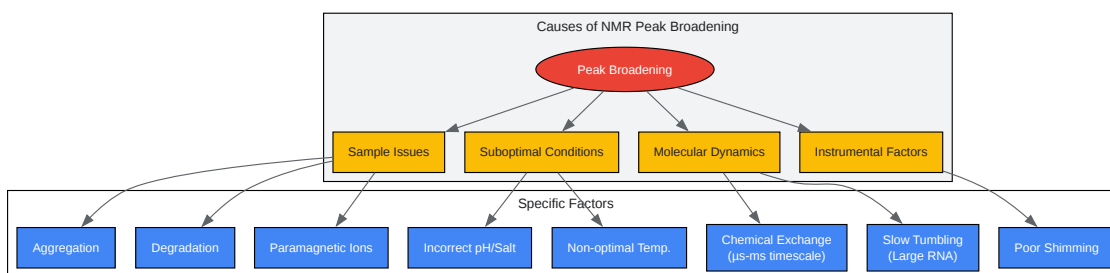 Causes of NMR Peak Broadening
Peak Broadening
Sample Issues
Suboptimal Conditions
Molecular Dynamics
Instrumental Factors
Specific Factors
Aggregation
Degradation
Paramagnetic Ions
Incorrect pH/Salt
Non-optimal Temp.
Chemical Exchange
(µs-ms timescale)
Slow Tumbling
(Large RNA)
Poor Shimming